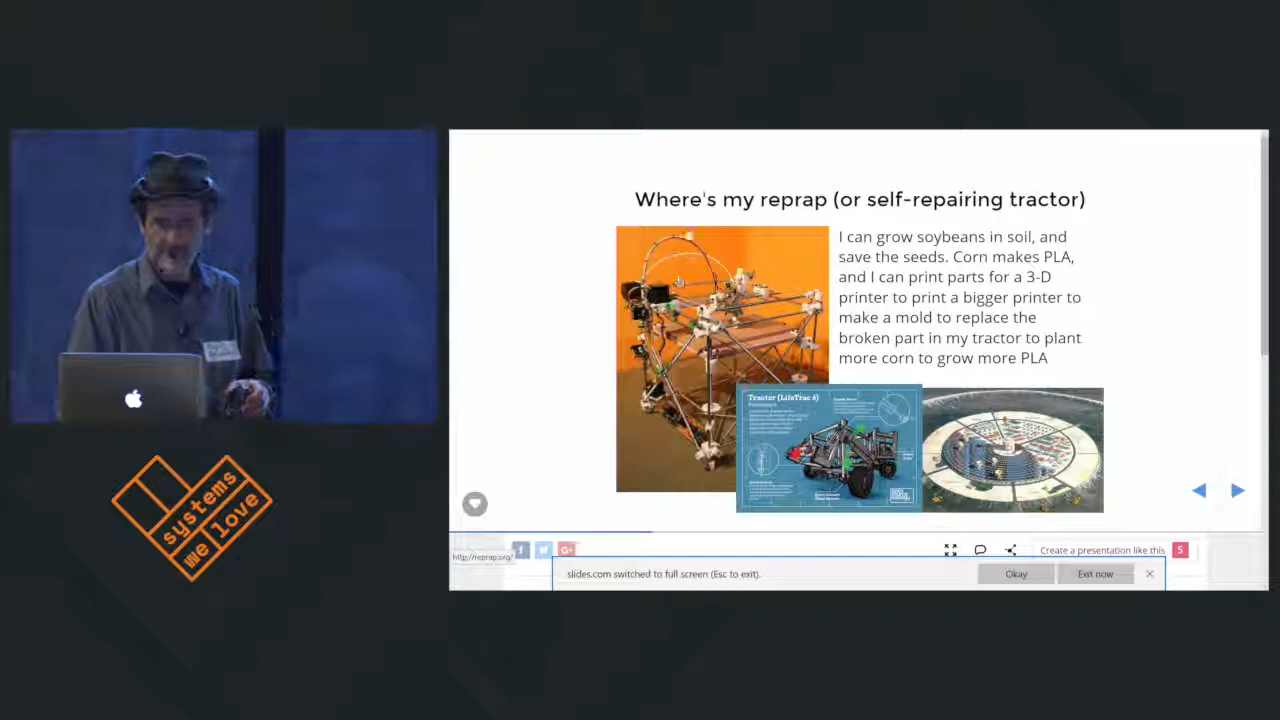 Where's my reprap (or self-repairing tractor)
I can grow soybeans in soil, and
save the seeds. Corn makes PLA,
and I can print parts for a 3-D
printer to print a bigger printer to
make a mold to replace the
broken part in my tractor to plant
more corn to grow more PLA
Tractor (LifeTrac 6)
systems
we love
http://reprap.org/
f
G+
Create a presentation like this
S
slides.com switched to full screen (Esc to exit).
Okay
Exit now